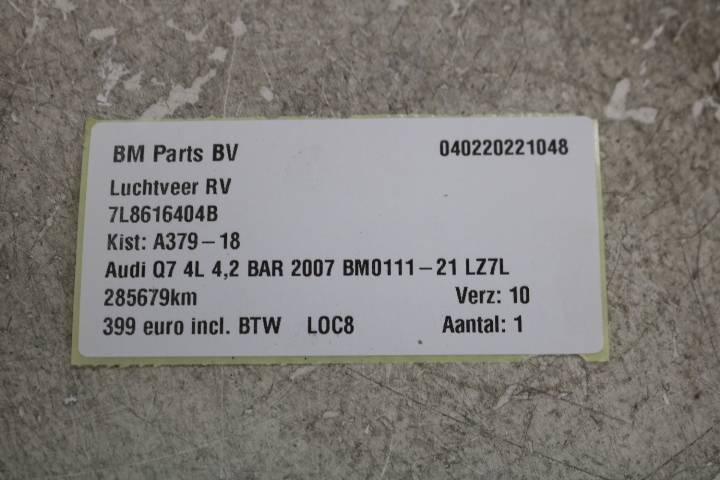 BM Parts BV 040220221048
Luchtveer RV
7L8616404B
Kist: A379-18
Audi Q7 4L 4,2 BAR 2007 BM0111-21 LZ7L
285679km Verz: 10
399 euro incl. BTW LOC8 Aantal: 1